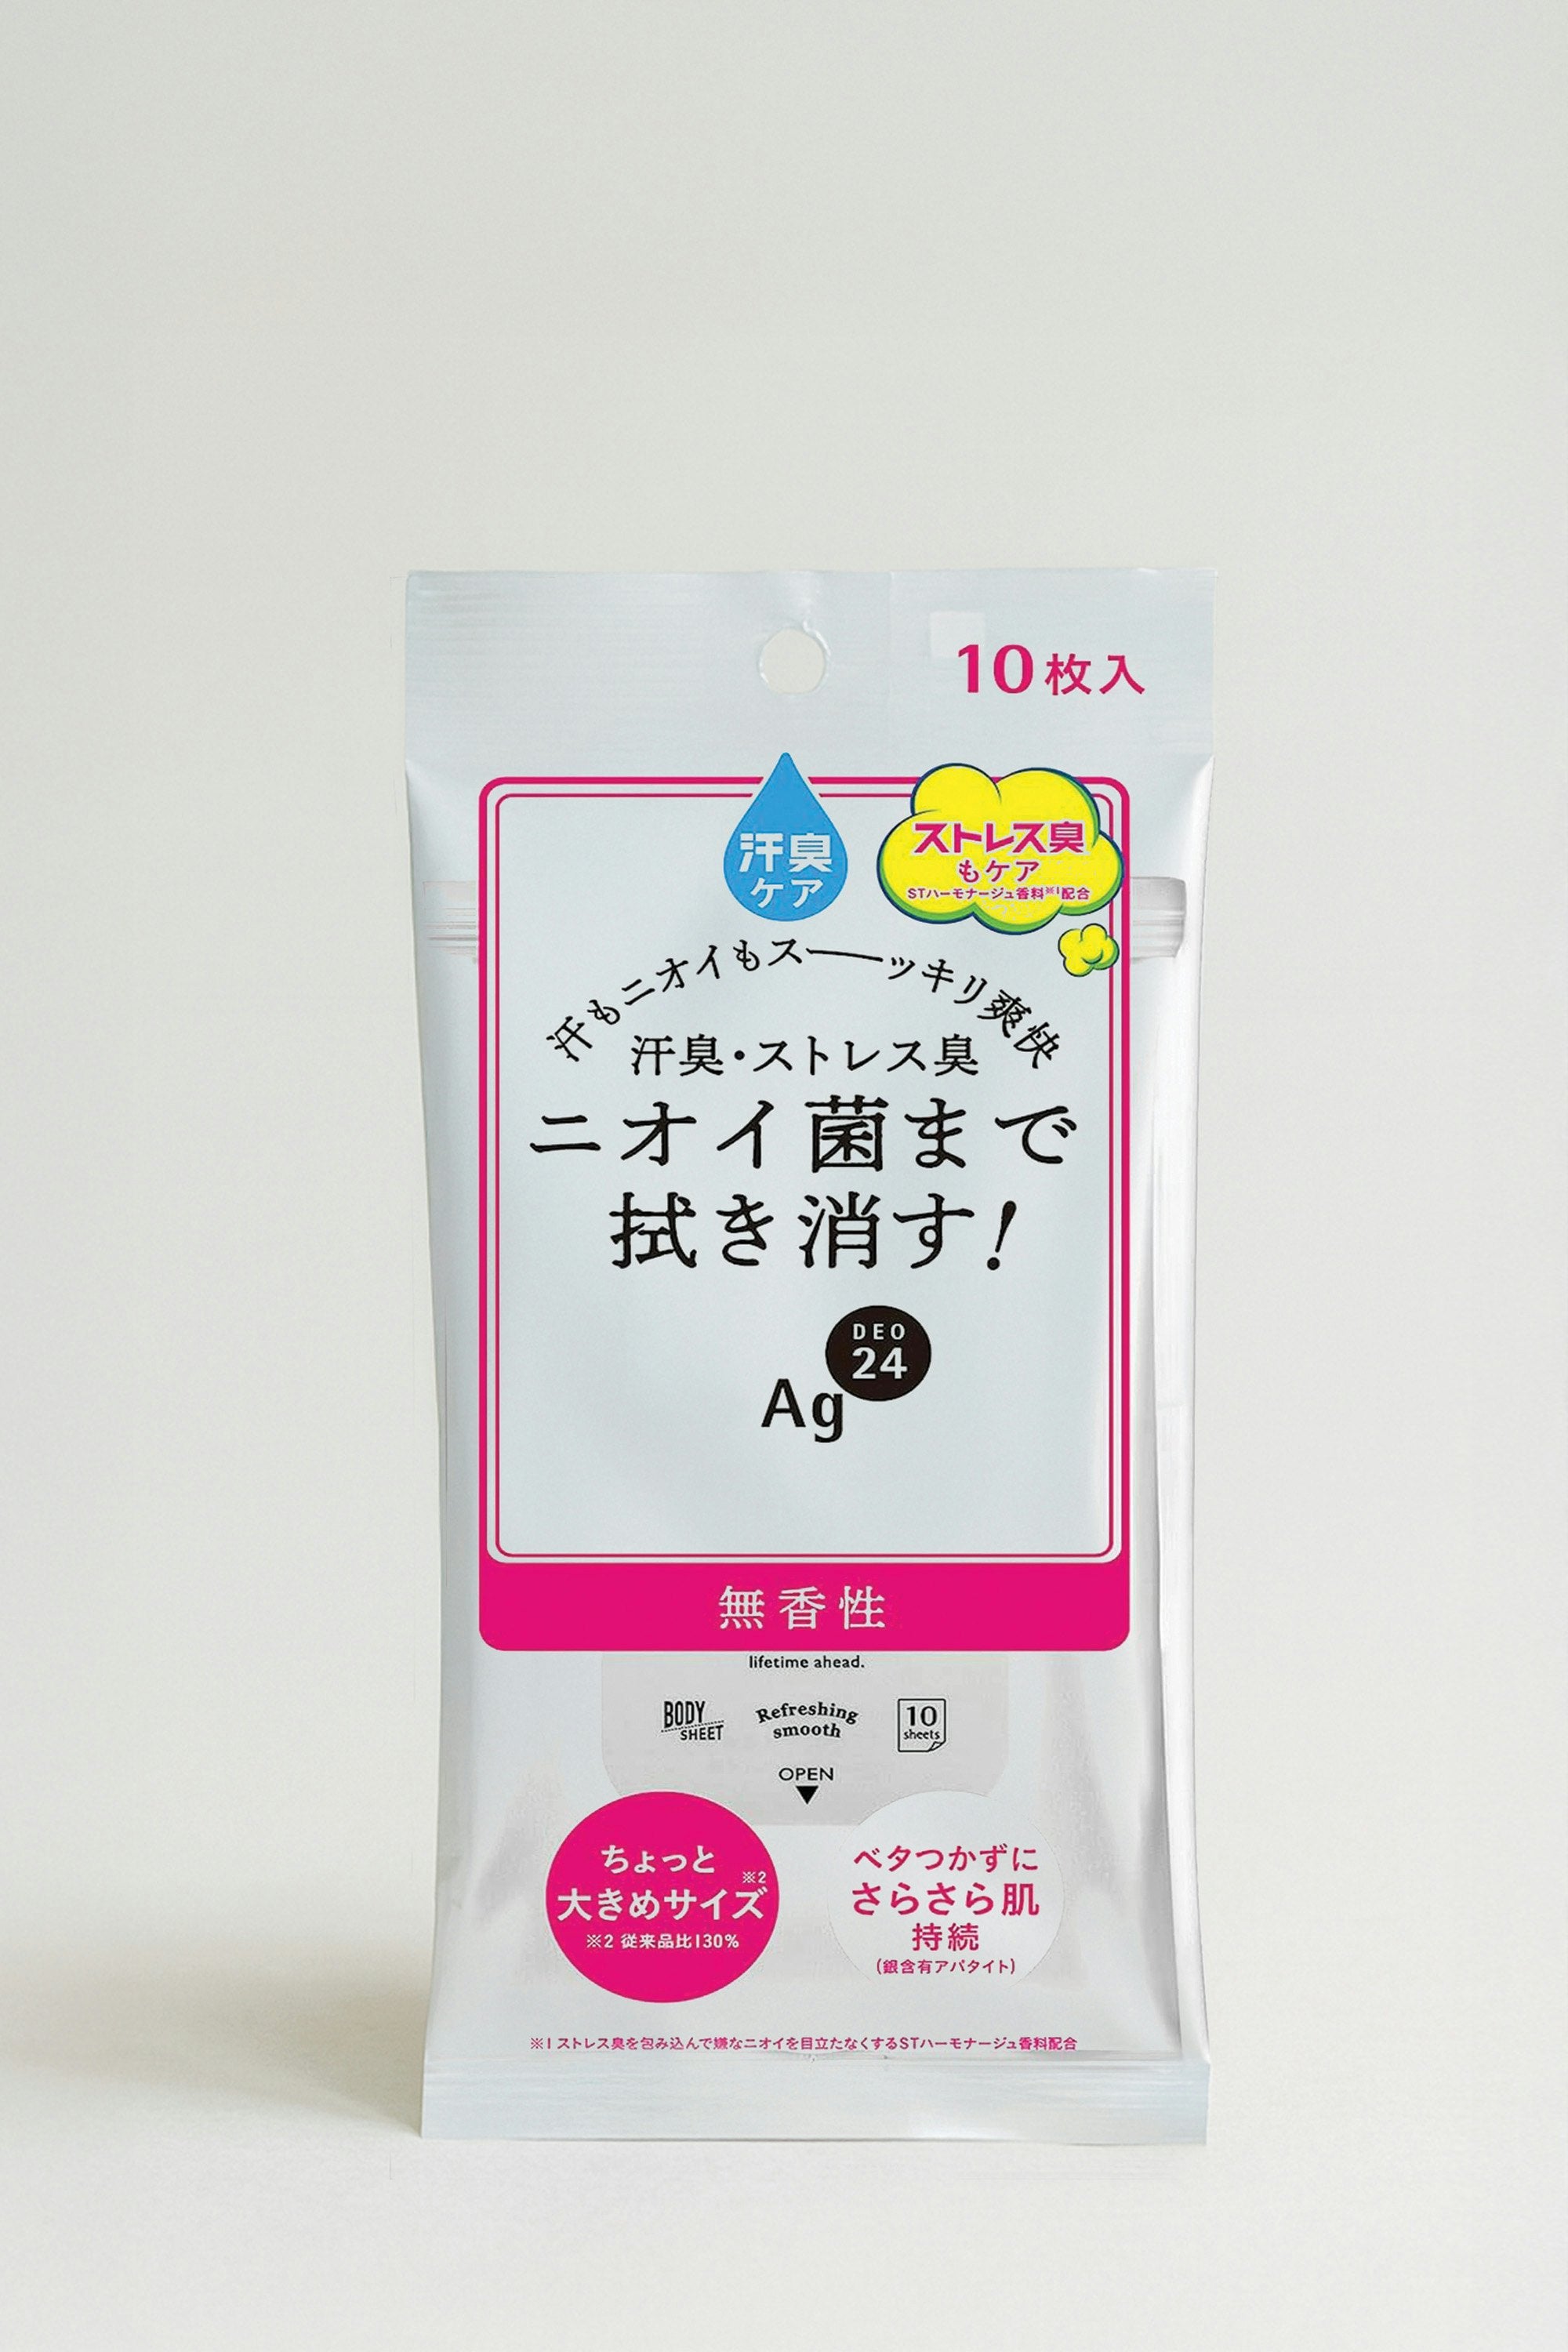 10枚入
汗臭
ケア
ストレス臭
もケア
STハーモナージュ香料※1配合
汗もニオイもスーーッキリ爽快
汗臭・ストレス臭
ニオイ菌まで
拭き消す!
DEO
24
Ag
無香性
lifetime ahead.
BODY
SHEET
Refreshing
smooth
10
sheets
OPEN
ちょっと
大きめサイズ※2
※2 従来品比130%
ベタつかずに
さらさら肌
持続
(銀含有アパタイト)
※1 ストレス臭を包み込んで嫌なニオイを目立たなくするSTハーモナージュ香料配合